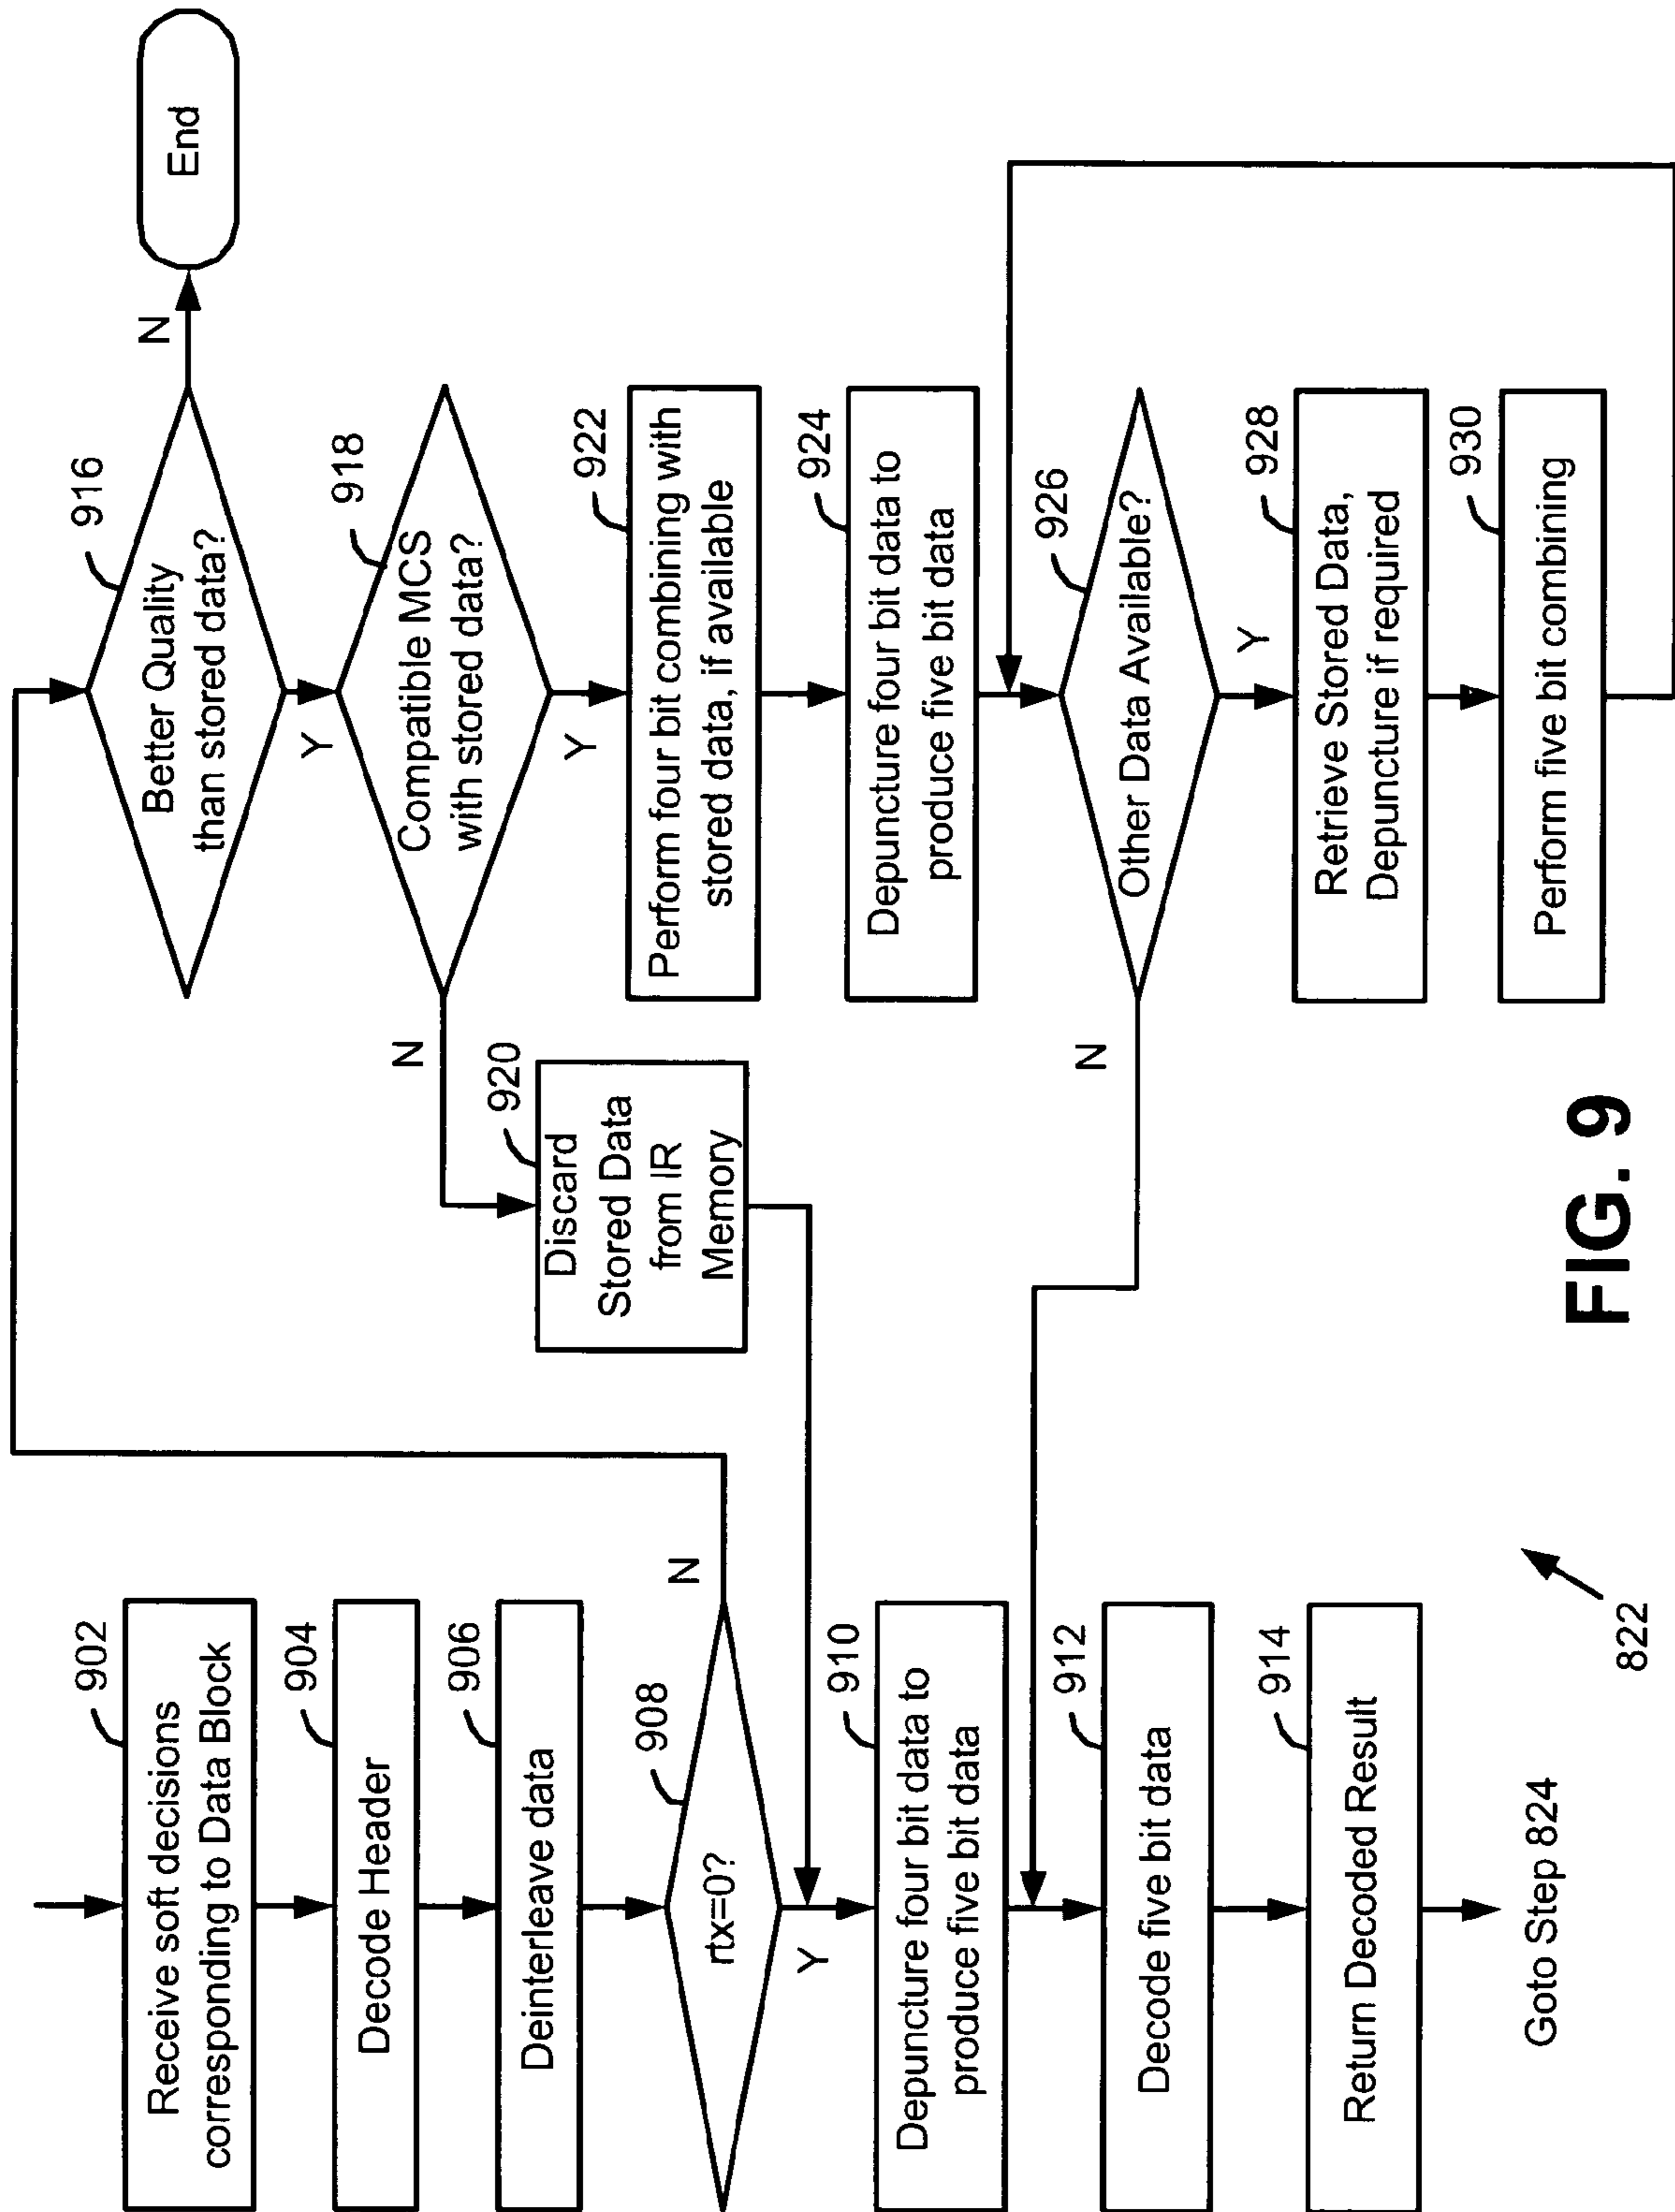 902
Receive soft decisions
corresponding to Data Block
904
Decode Header
906
Deinterleave data
908
rtx=0?
N
Y
910
Depuncture four bit data to
produce five bit data
912
Decode five bit data
914
Return Decoded Result
Goto Step 824
822
916
Better Quality
than stored data?
N
End
Y
918
Compatible MCS
with stored data?
N
920
Discard
Stored Data
from IR
Memory
Y
922
Perform four bit combining with
stored data, if available
924
Depuncture four bit data to
produce five bit data
926
Other Data Available?
N
Y
928
Retrieve Stored Data,
Depuncture if required
930
Perform five bit combining
FIG. 9